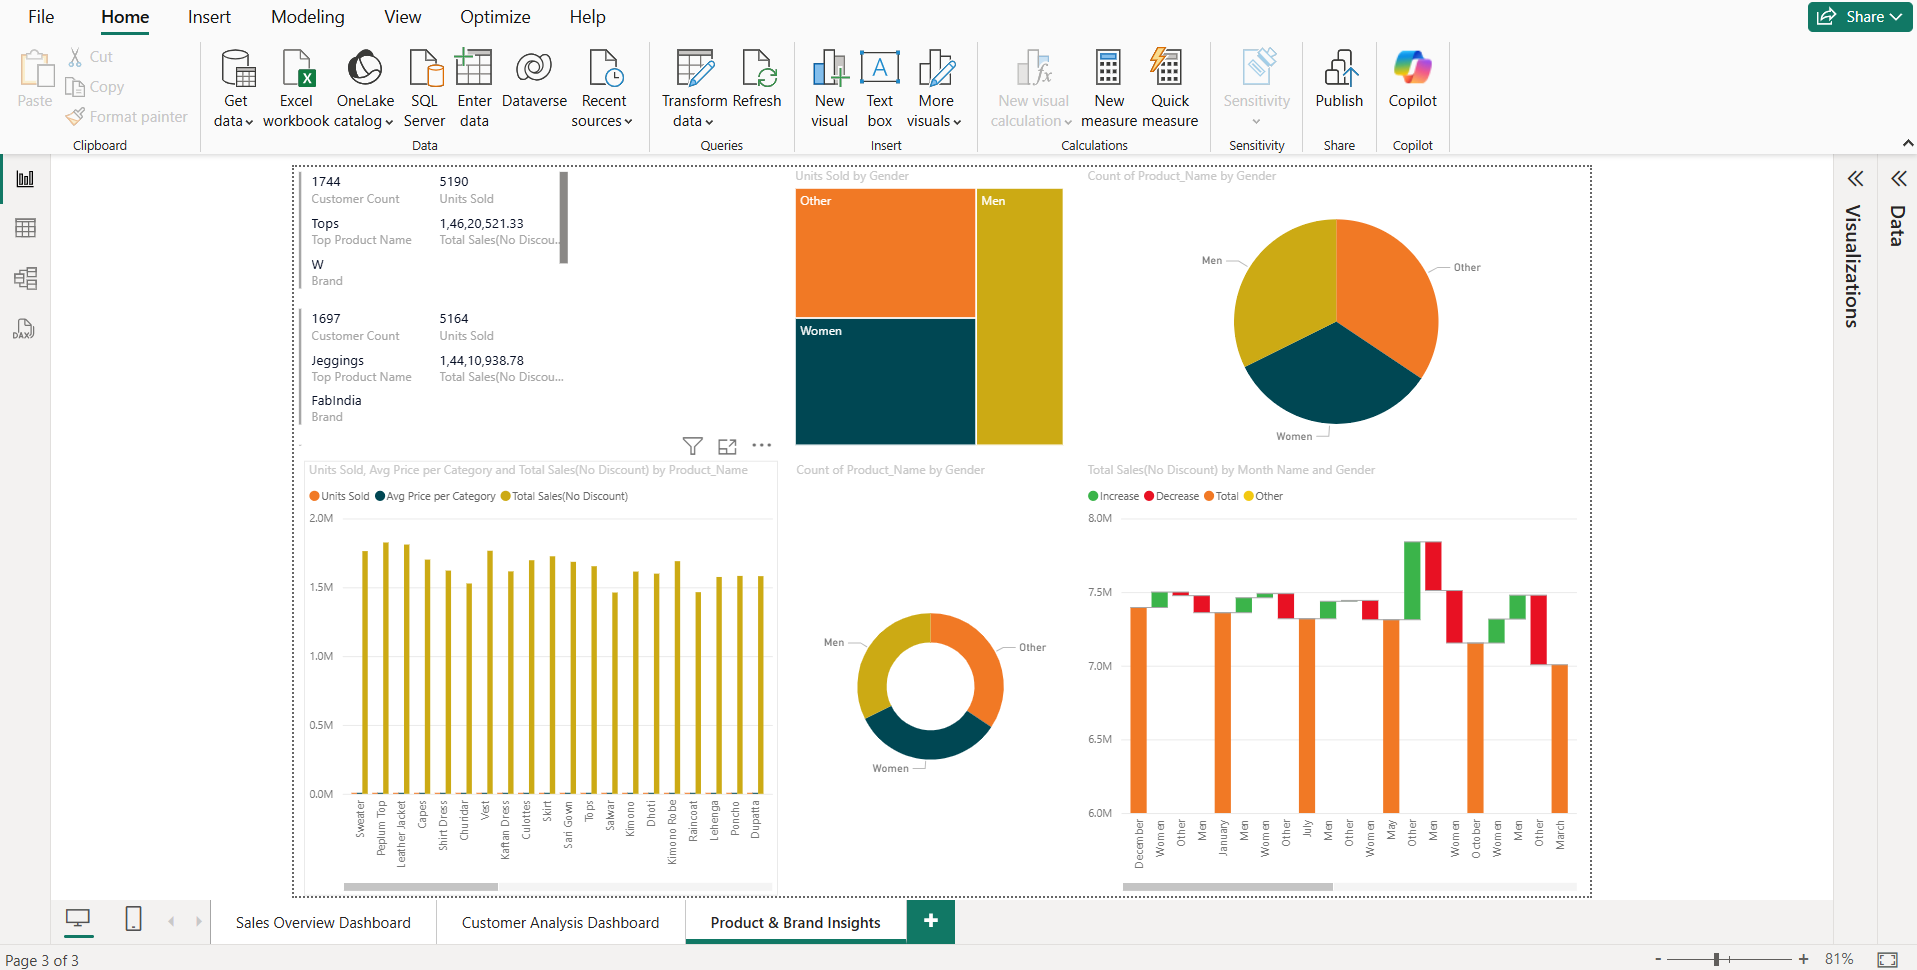 File Home Insert Modeling View Optimize Help Share
Paste
Cut
Copy
Format painter
Clipboard
Get data
Excel workbook
OneLake catalog
SQL Server
Enter data
Dataverse
Recent sources
Data
Transform data
Refresh
Queries
New visual
Text box
More visuals
Insert
New visual calculation
New measure
Quick measure
Calculations
Sensitivity
Sensitivity
Publish
Share
Copilot
Copilot
1744 5190
Customer Count Units Sold
Tops 1,46,20,521.33
Top Product Name Total Sales(No Discou...
W
Brand
1697 5164
Customer Count Units Sold
Jeggings 1,44,10,938.78
Top Product Name Total Sales(No Discou...
FabIndia
Brand
Units Sold by Gender
Other
Men
Women
Count of Product_Name by Gender
Men
Other
Women
Visualizations
Data
Units Sold, Avg Price per Category and Total Sales(No Discount) by Product_Name
Units Sold Avg Price per Category Total Sales(No Discount)
2.0M
1.5M
1.0M
0.5M
0.0M
Sweater
Peplum Top
Leather Jacket
Capes
Shirt Dress
Churidar
Vest
Kaftan Dress
Culottes
Skirt
Sari Gown
Tops
Salwar
Kimono
Dhoti
Kimono Robe
Raincoat
Lehenga
Poncho
Dupatta
Count of Product_Name by Gender
Men
Other
Women
Total Sales(No Discount) by Month Name and Gender
Increase Decrease Total Other
8.0M
7.5M
7.0M
6.5M
6.0M
December
Women
Other
Men
January
Men
Women
Other
July
Men
Other
Women
May
Other
Men
Women
October
Women
Men
Other
March
Sales Overview Dashboard Customer Analysis Dashboard Product & Brand Insights +
Page 3 of 3
- + 81%